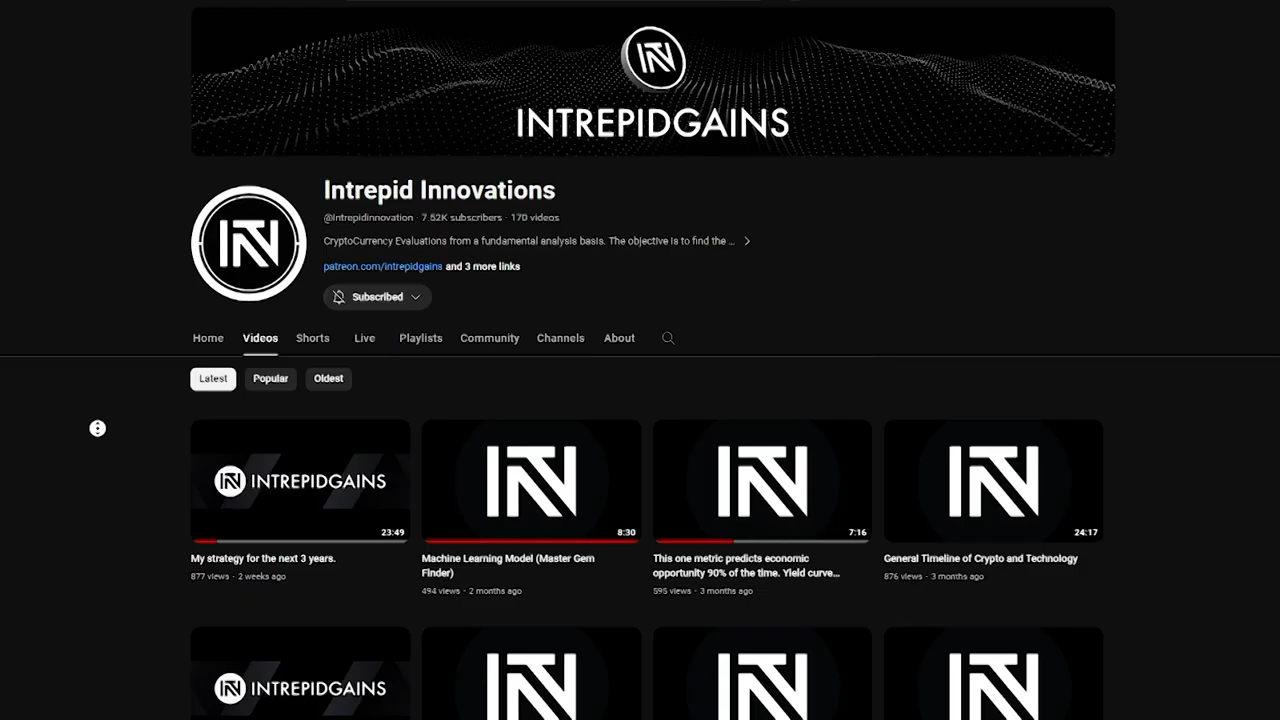 INTREPIDGAINS
Intrepid Innovations
@Intrepidinnovation · 7.52K subscribers · 170 videos
CryptoCurrency Evaluations from a fundamental analysis basis. The objective is to find the ...
patreon.com/intrepidgains and 3 more links
Subscribed
Home Videos Shorts Live Playlists Community Channels About
Latest Popular Oldest
INTREPIDGAINS
23:49 8:30 7:16 24:17
My strategy for the next 3 years.
877 views · 2 weeks ago
Machine Learning Model (Master Gem
Finder)
494 views · 2 months ago
This one metric predicts economic
opportunity 90% of the time. Yield curve...
595 views · 3 months ago
General Timeline of Crypto and Technology
876 views · 3 months ago
INTREPIDGAINS